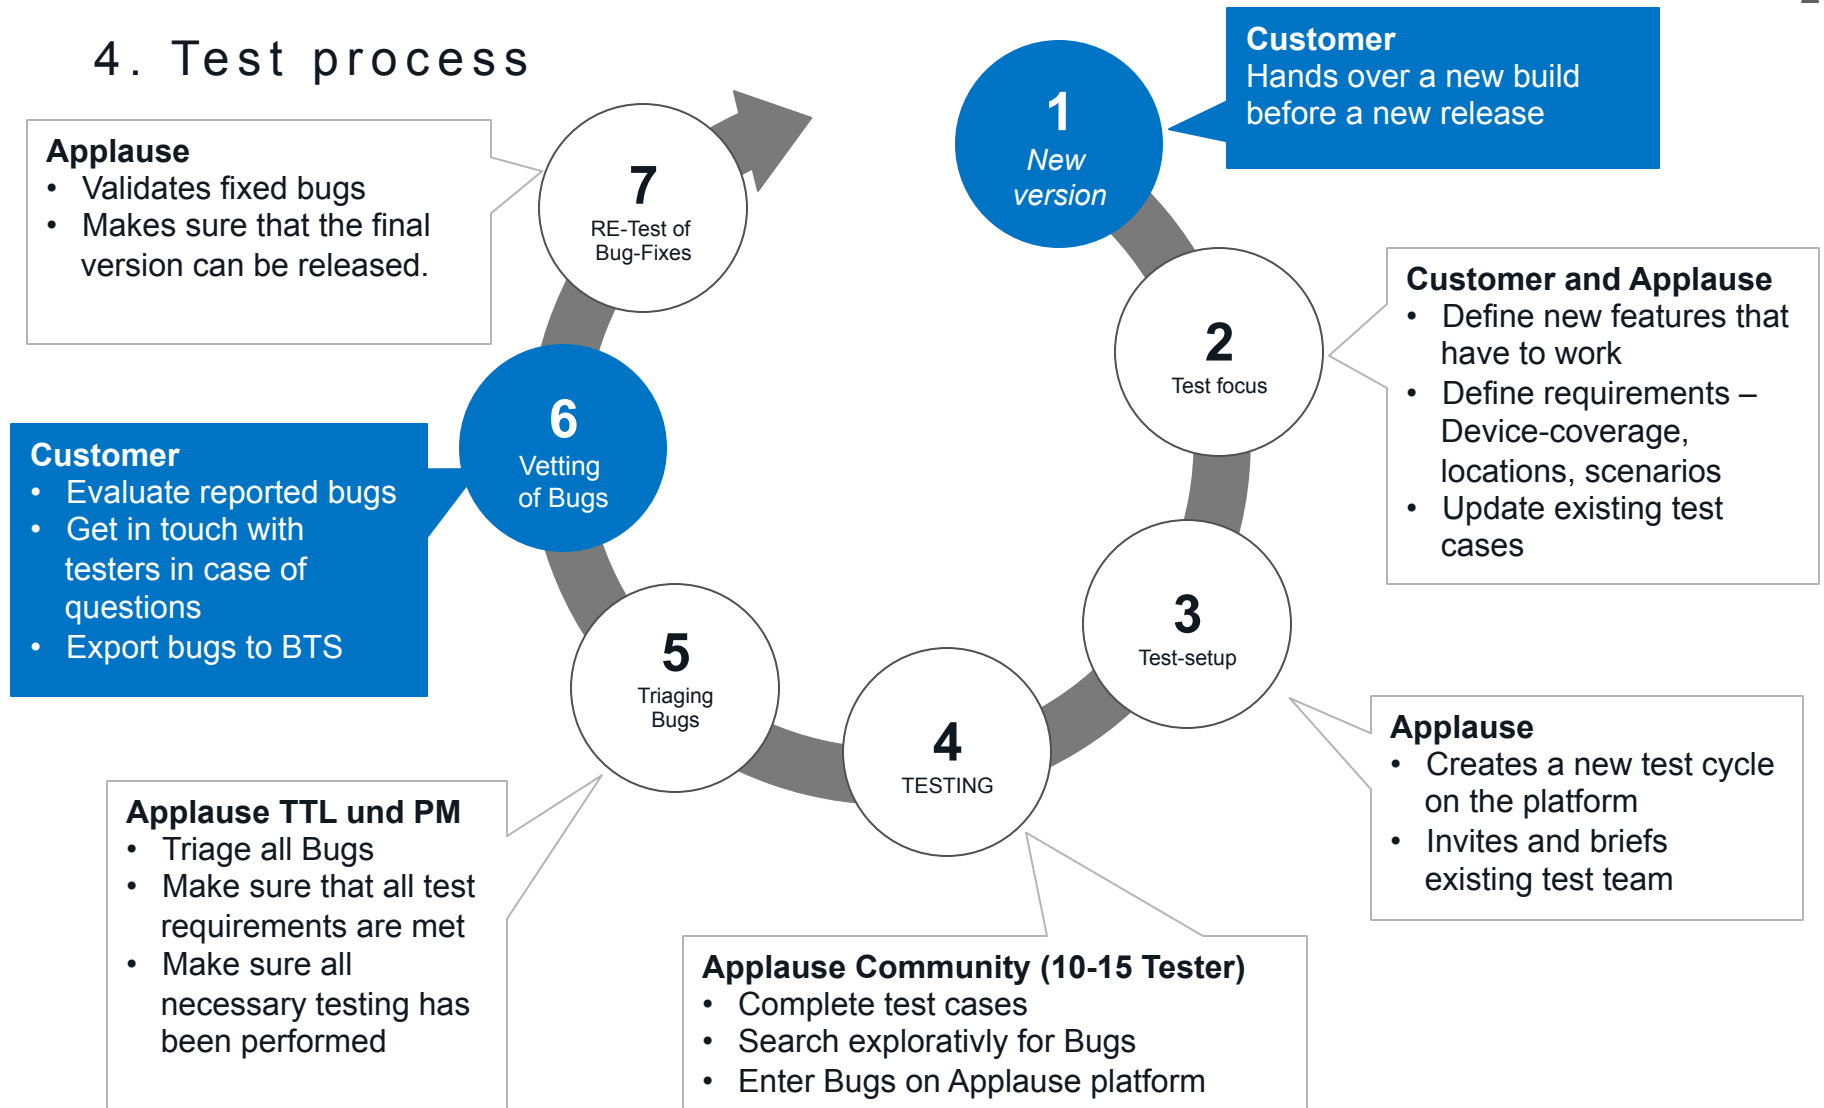 4. Test process
1
New
version
Customer
Hands over a new build
before a new release
2
Test focus
Customer and Applause
• Define new features that
have to work
• Define requirements –
Device-coverage,
locations, scenarios
• Update existing test
cases
3
Test-setup
Applause
• Creates a new test cycle
on the platform
• Invites and briefs
existing test team
4
TESTING
Applause Community (10-15 Tester)
• Complete test cases
• Search explorativly for Bugs
• Enter Bugs on Applause platform
5
Triaging
Bugs
Applause TTL und PM
• Triage all Bugs
• Make sure that all test
requirements are met
• Make sure all
necessary testing has
been performed
6
Vetting
of Bugs
Customer
• Evaluate reported bugs
• Get in touch with
testers in case of
questions
• Export bugs to BTS
7
RE-Test of
Bug-Fixes
Applause
• Validates fixed bugs
• Makes sure that the final
version can be released.